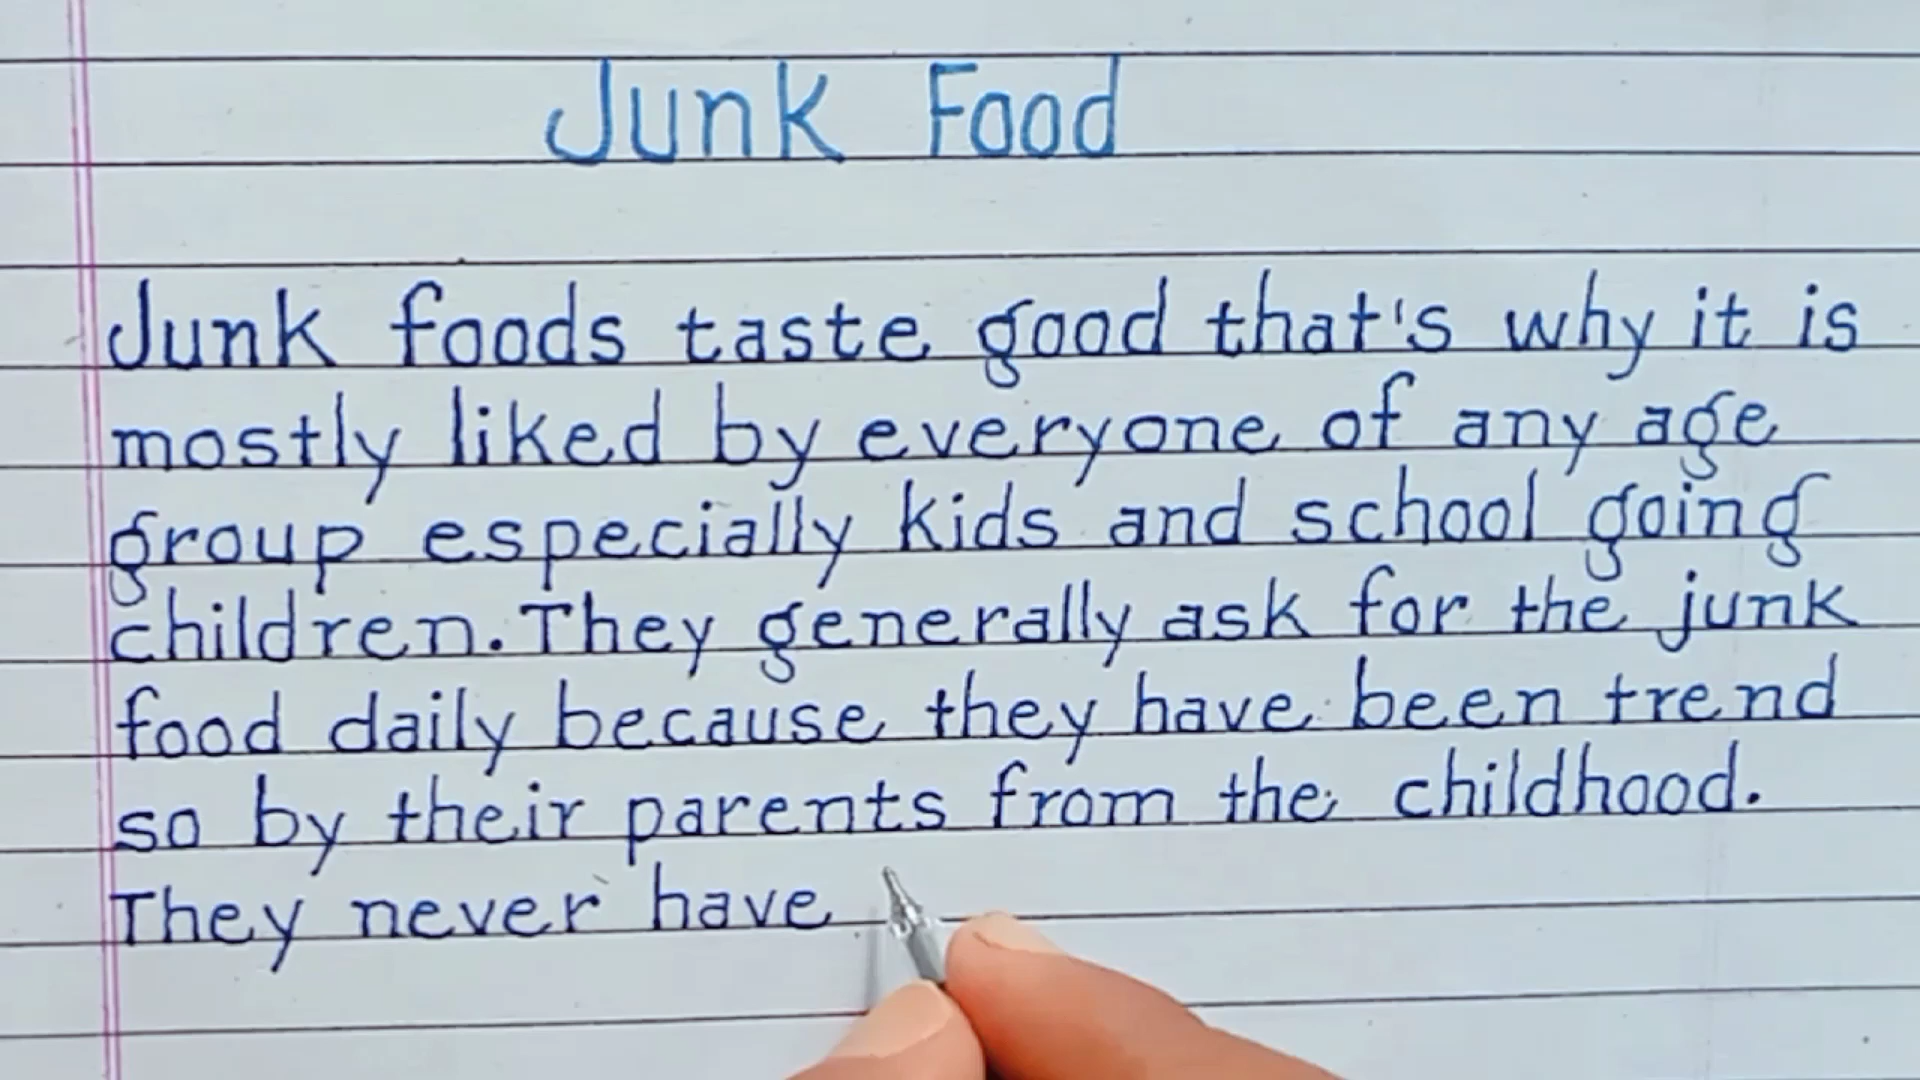 Junk Food
Junk foods taste good that's why it is
mostly liked by everyone of any age
group especially kids and school going
children. They generally ask for the junk
food daily because they have been trend
so by their parents from the childhood.
They never have